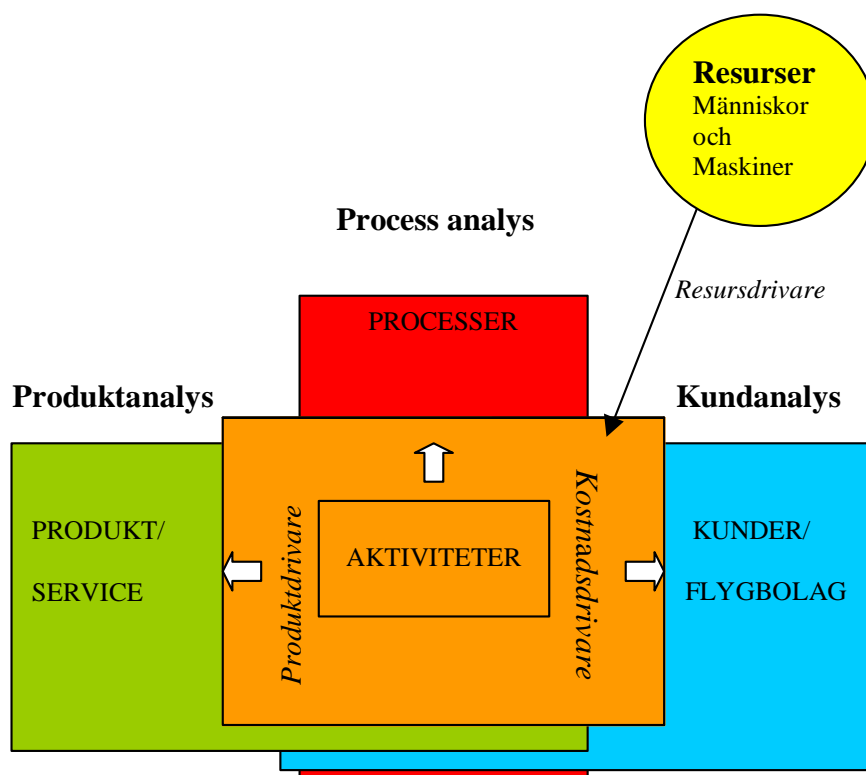 Resurser
Människor
och
Maskiner
Process analys
Resursdrivare
PROCESSER
Produktanalys
Kundanalys
PRODUKT/
SERVICE
Produktdrivare
AKTIVITETER
Kostnadsdrivare
KUNDER/
FLYGBOLAG